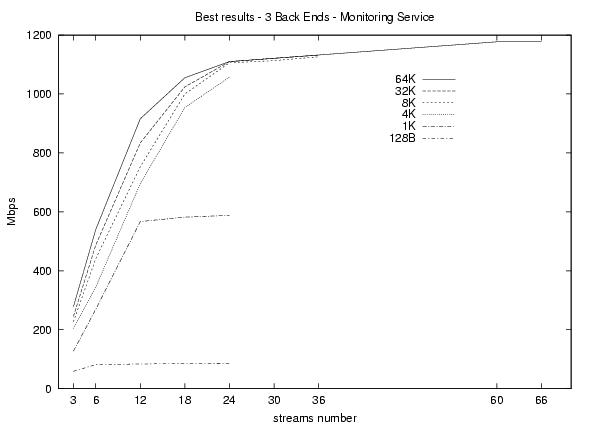 Best results - 3 Back Ends - Monitoring Service
1200
1000
800
600
400
200
0
Mbps
64K
32K
8K
4K
1K
128B
3 6 12 18 24 30 36 60 66
streams number